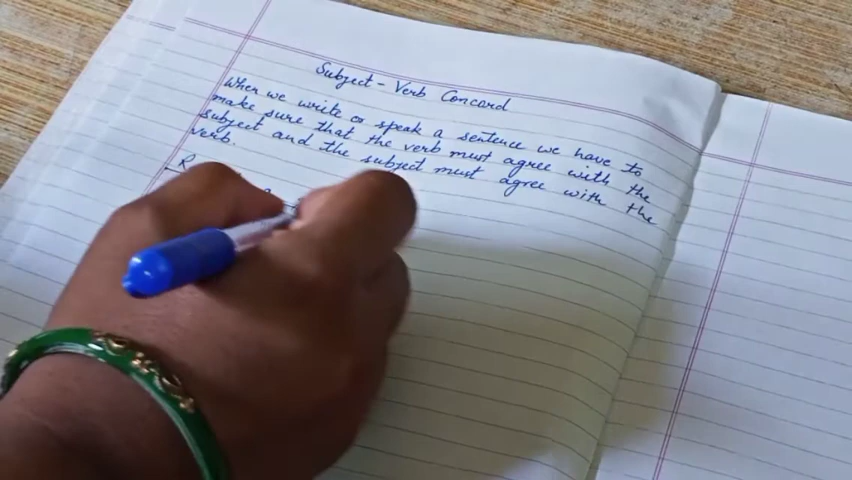 Subject - Verb Concord
When we write or speak a sentence we have to
make sure that the verb must agree with the
subject and the subject must agree with the
verb.